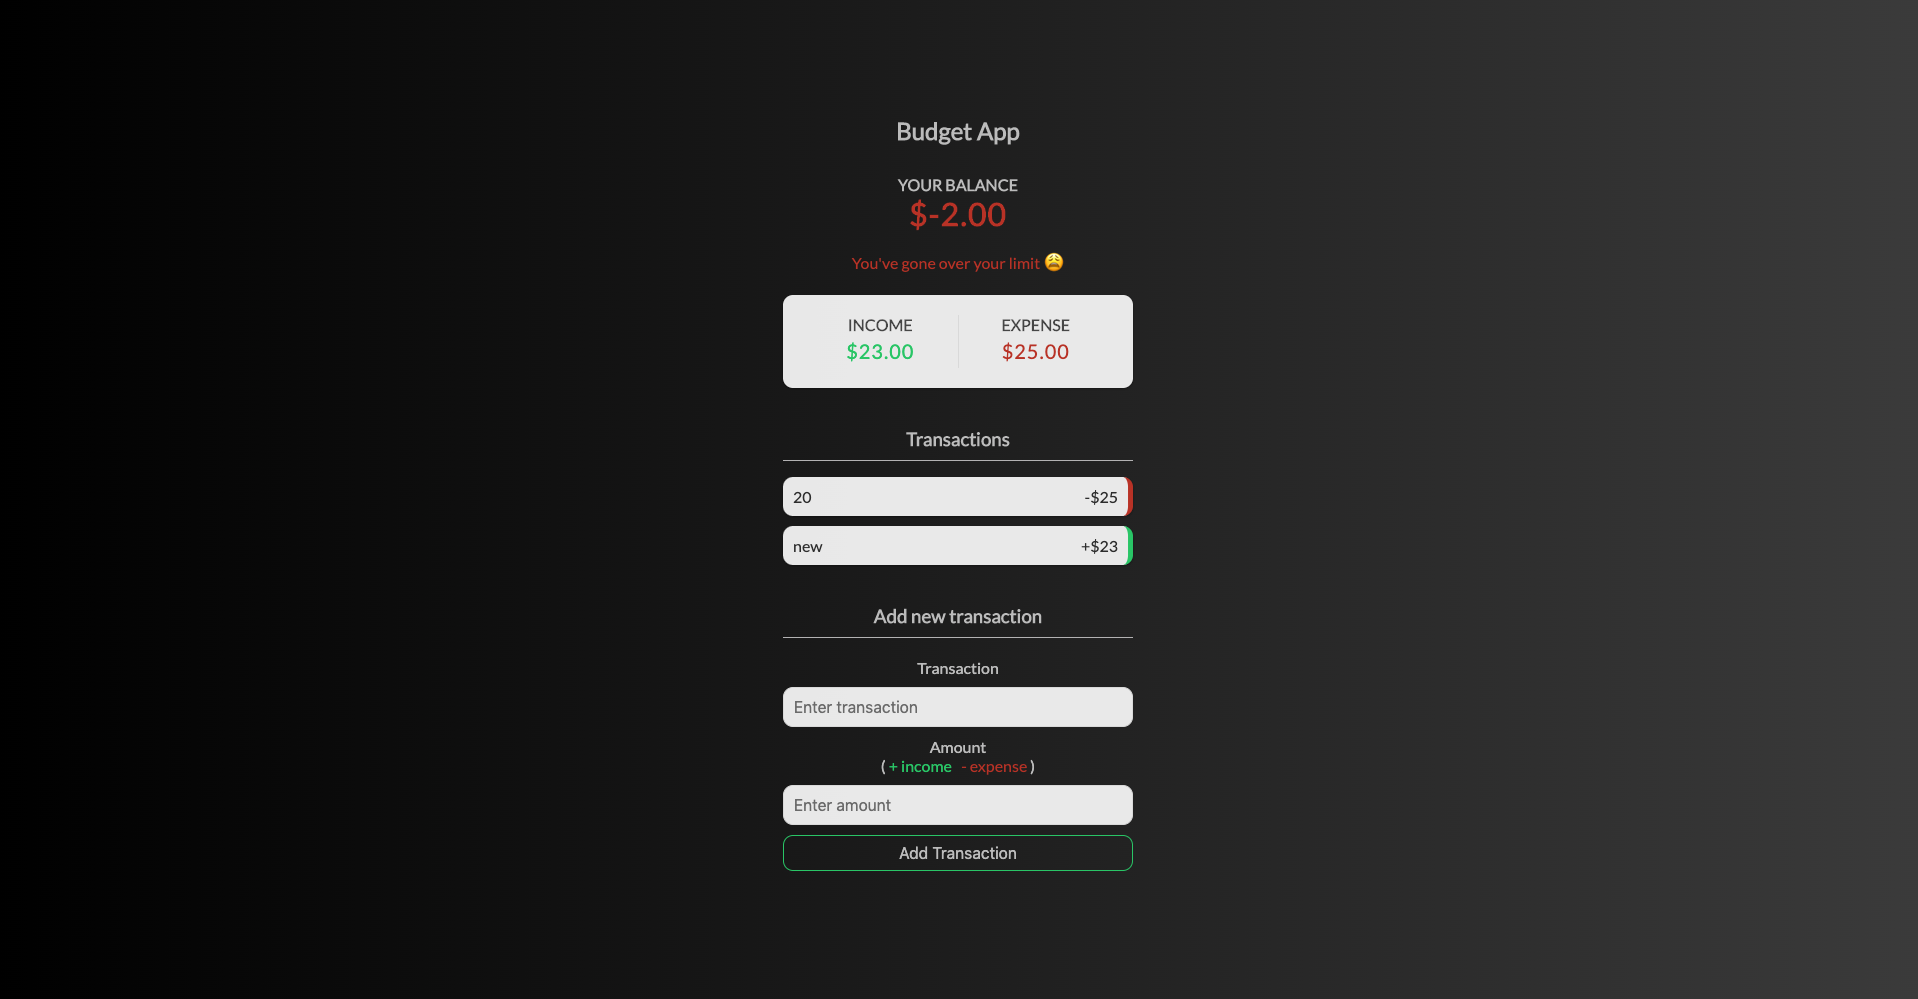 Budget App
YOUR BALANCE
$-2.00
You've gone over your limit 😩
INCOME
$23.00
EXPENSE
$25.00
Transactions
20 -$25
new +$23
Add new transaction
Transaction
Enter transaction
Amount
( + income - expense )
Enter amount
Add Transaction